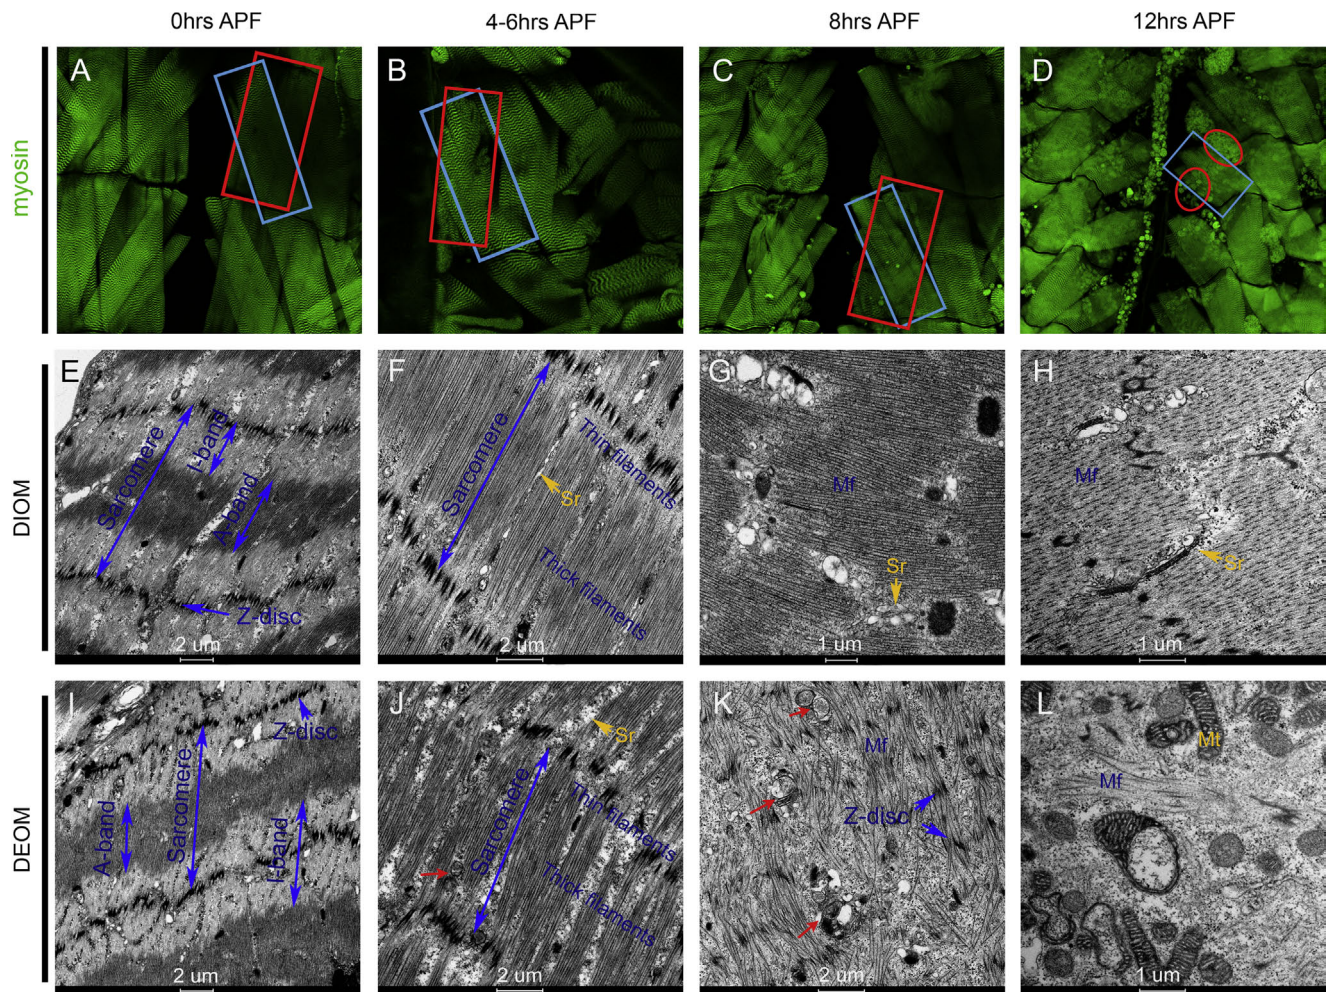 0hrs APF
4-6hrs APF
8hrs APF
12hrs APF
myosin
A
B
C
D
DIOM
E
Sarcomere
I-band
A-band
Z-disc
2 um
F
Sarcomere
Thin filaments
Sr
Thick filaments
2 um
G
Mf
Sr
1 um
H
Mf
Sr
1 um
DEOM
I
Z-disc
A-band
Sarcomere
I-band
2 um
J
Sr
Sarcomere
Thin filaments
Thick filaments
2 um
K
Mf
Z-disc
2 um
L
Mt
Mf
1 um